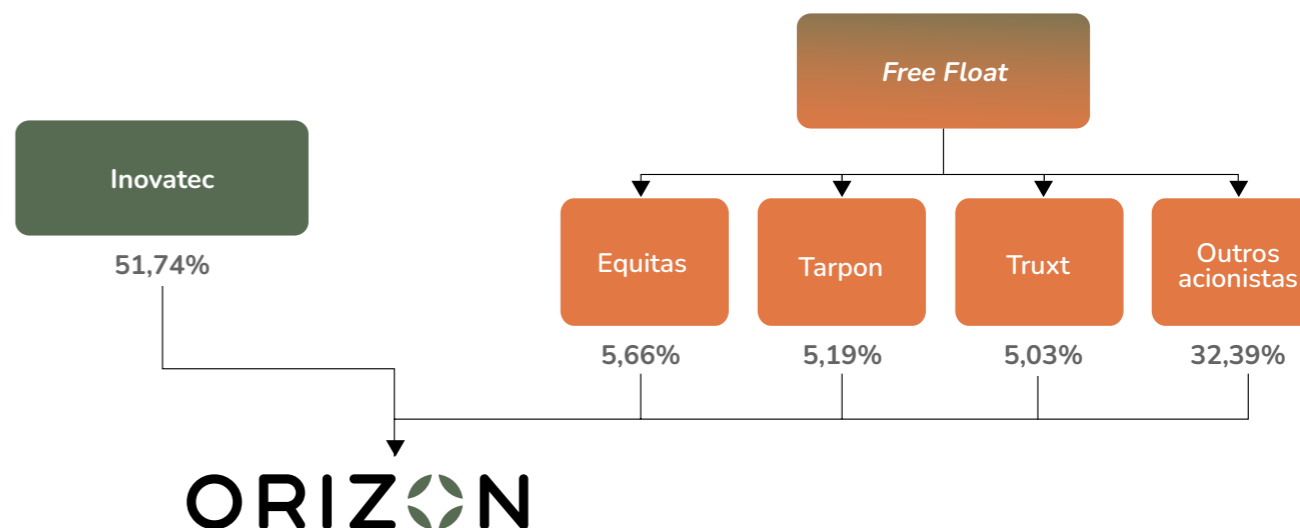 Free Float
Inovatec
51,74%
Equitas
Tarpon
Truxt
Outros
acionistas
5,66%
5,19%
5,03%
32,39%
ORIZON